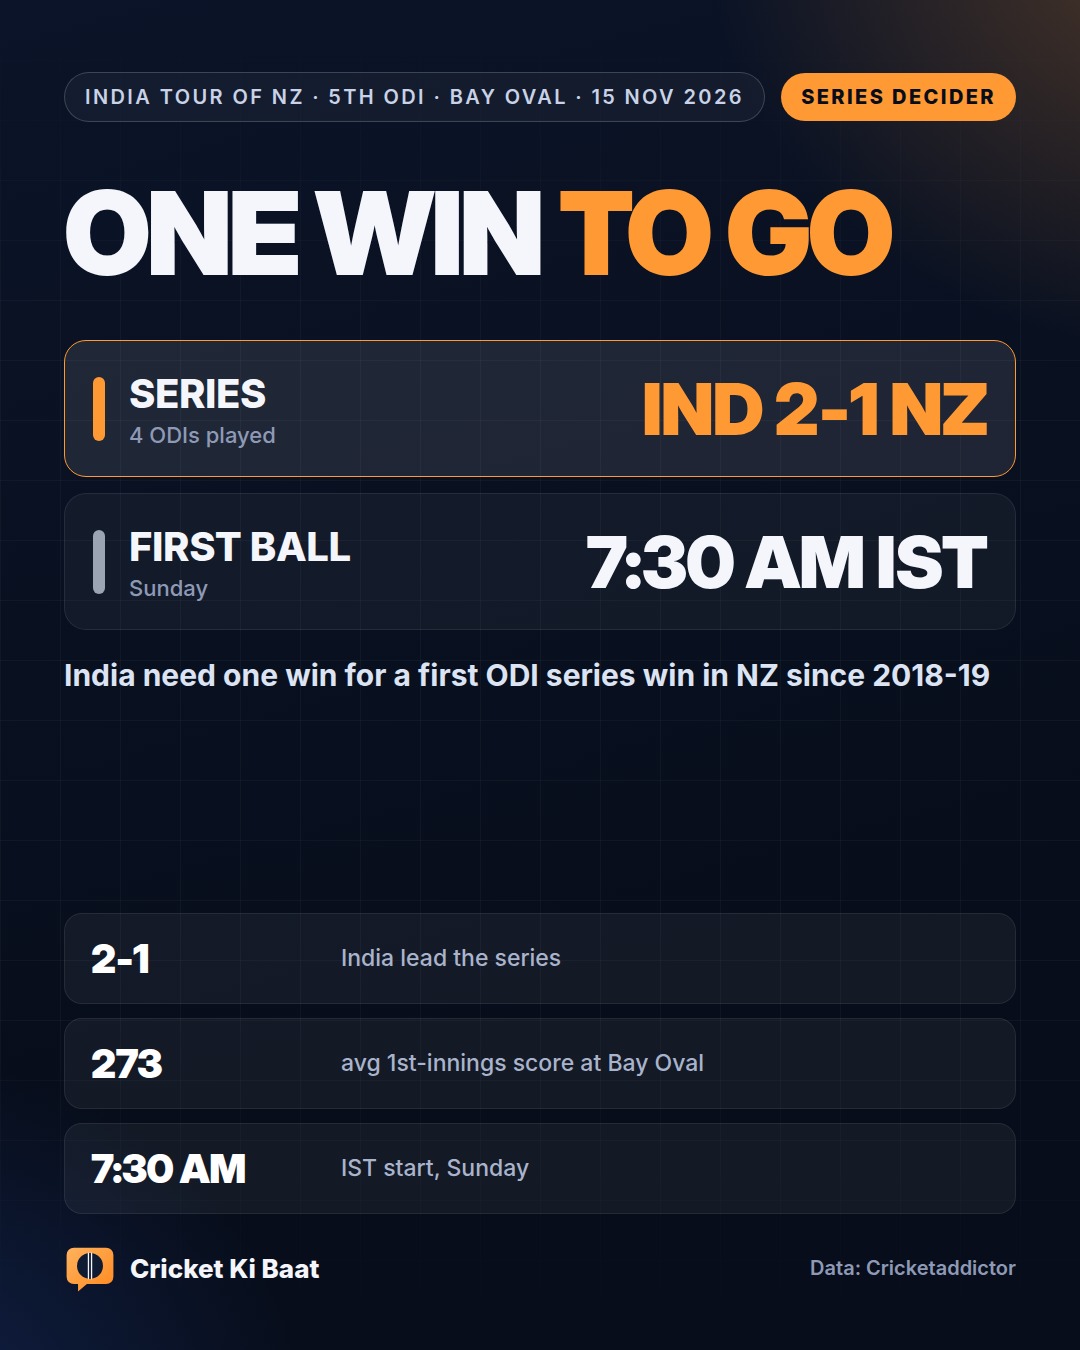 INDIA TOUR OF NZ · 5TH ODI · BAY OVAL · 15 NOV 2026
SERIES DECIDER
ONE WIN TO GO
SERIES
4 ODIs played
IND 2-1 NZ
FIRST BALL
Sunday
7:30 AM IST
India need one win for a first ODI series win in NZ since 2018-19
2-1
India lead the series
273
avg 1st-innings score at Bay Oval
7:30 AM
IST start, Sunday
Cricket Ki Baat
Data: Cricketaddictor